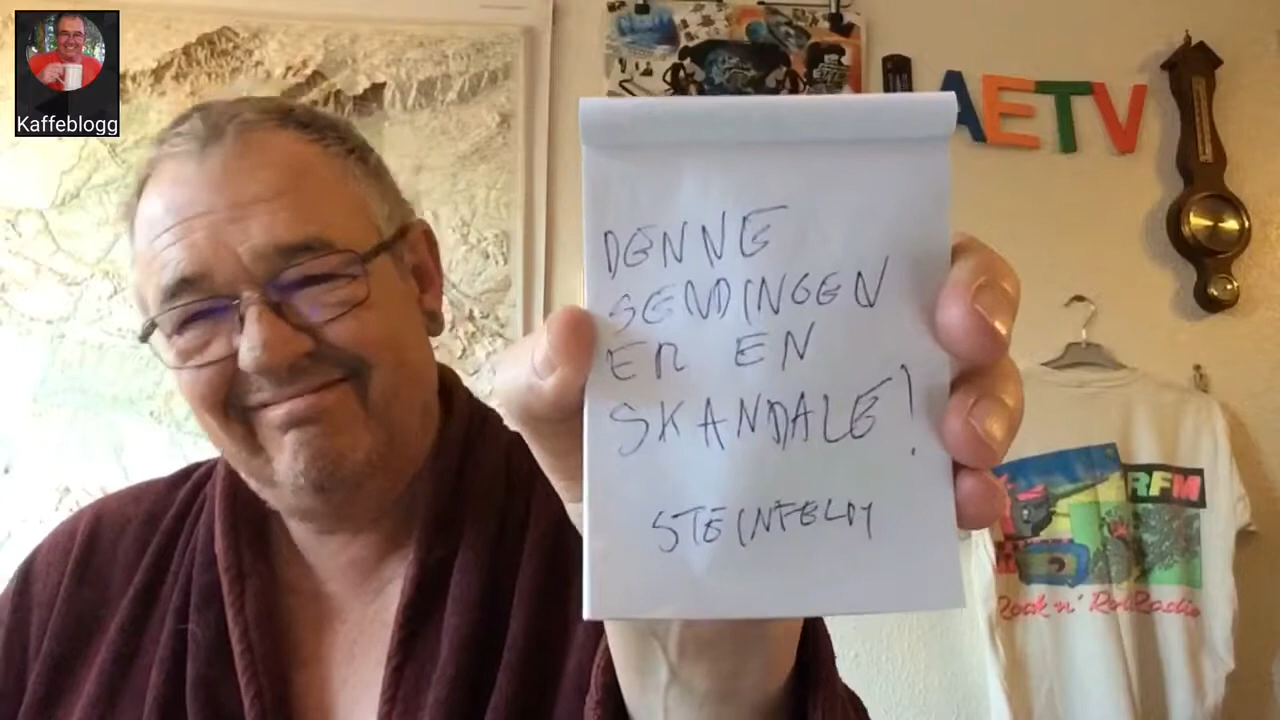 Kaffeblogg
AETV
DENNE
SENDINGEN
ER EN
SKANDALE!
STEINFELDT
RFM
Rock n' Roll Radio